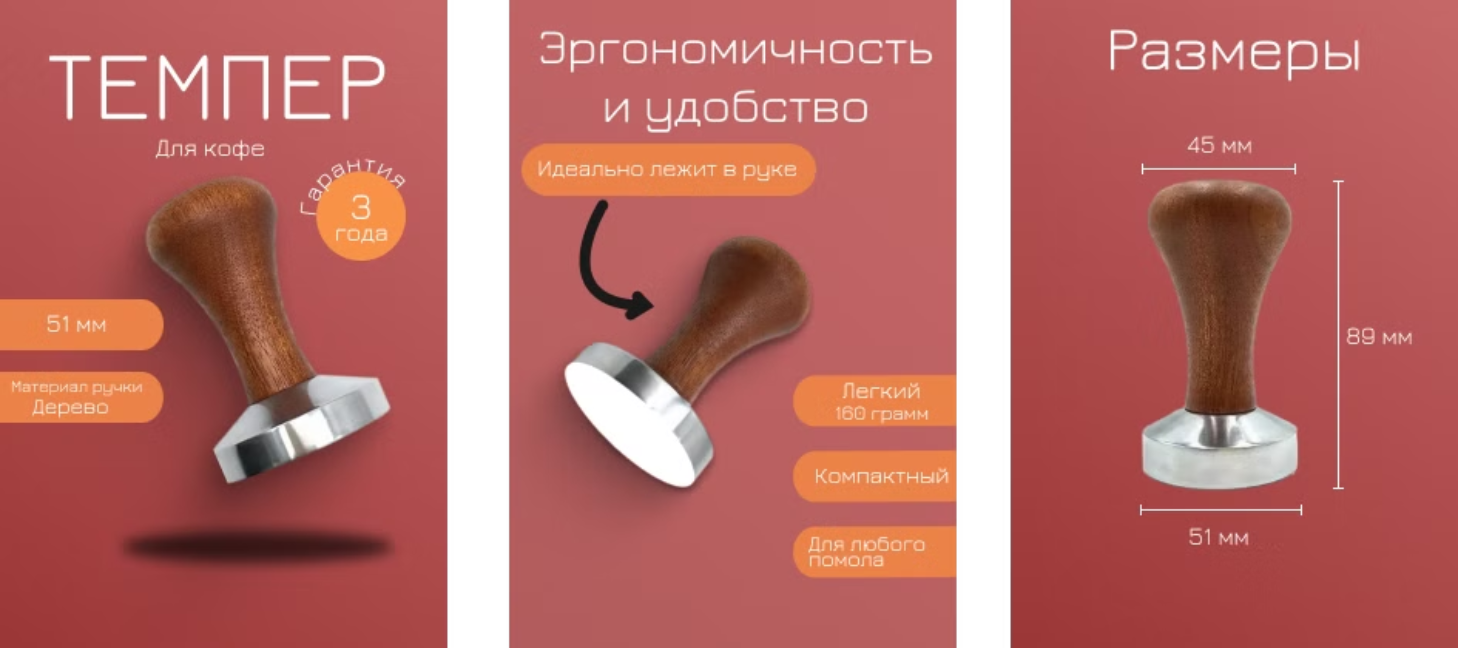 ТЕМПЕР
Для кофе
Гарантия
3
года
51 мм
Материал ручки
Дерево
Эргономичность
и удобство
Идеально лежит в руке
Легкий
160 грамм
Компактный
Для любого
помола
Размеры
45 мм
89 мм
51 мм